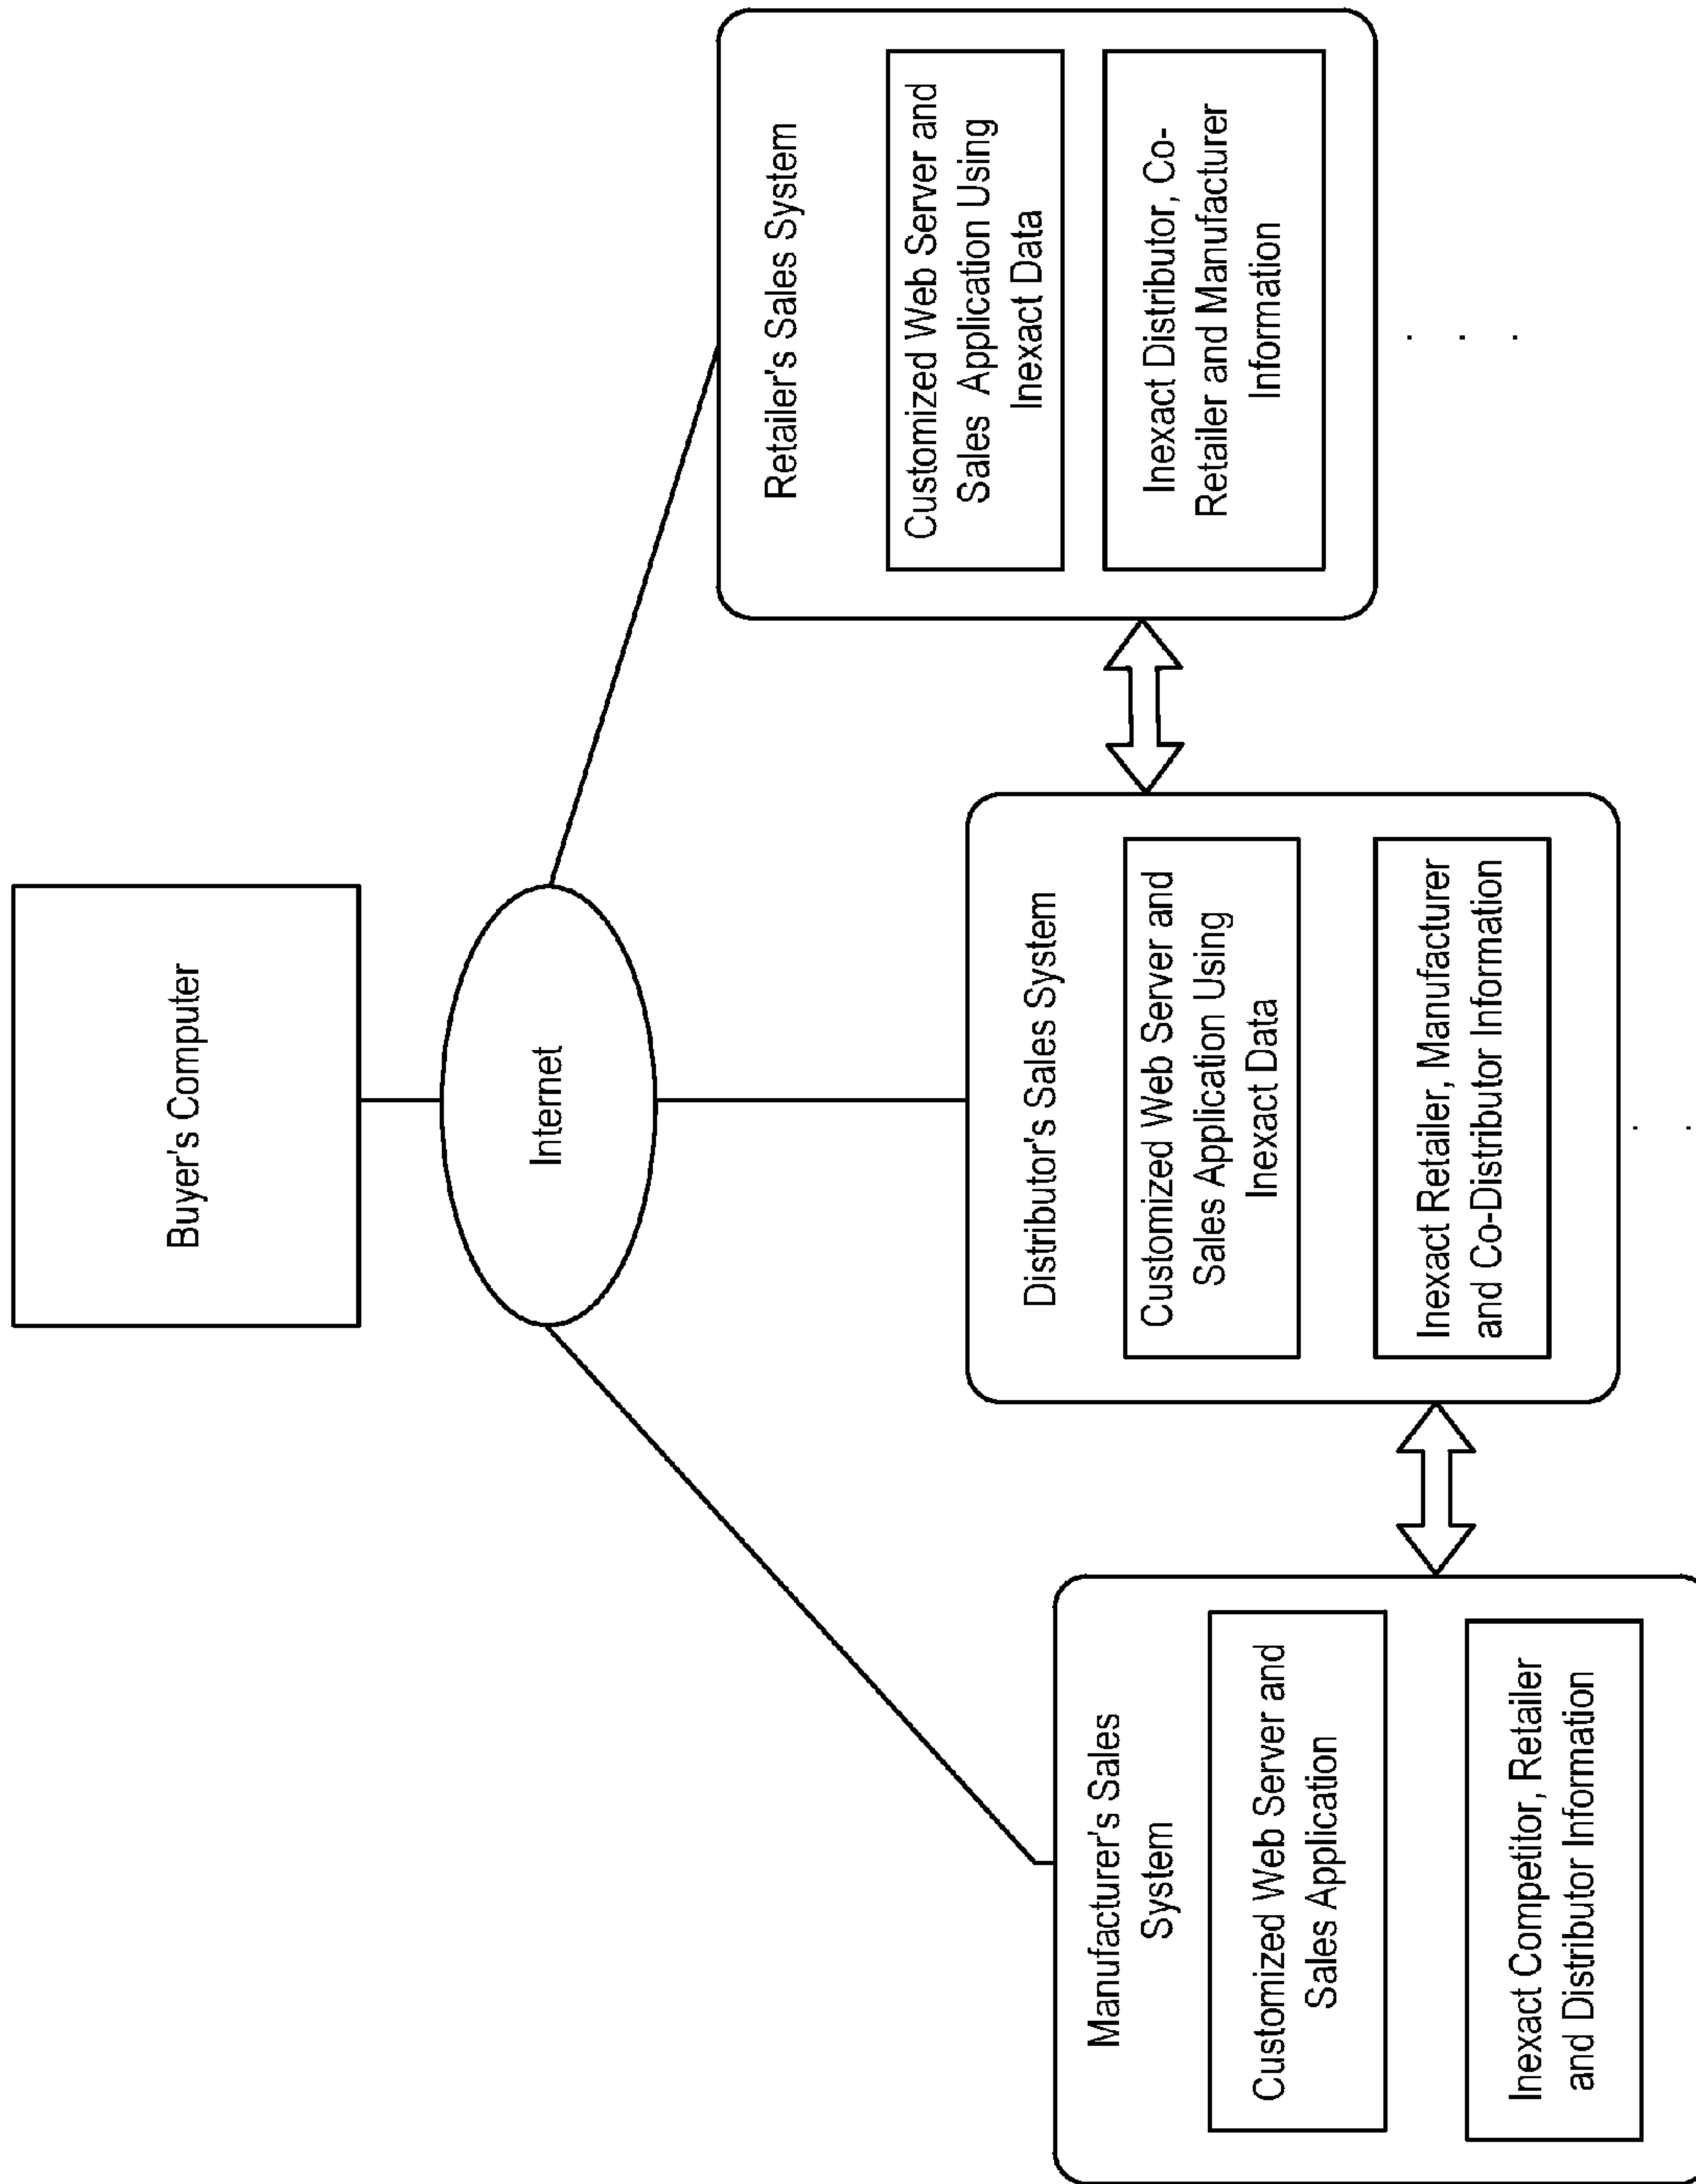 Buyer's Computer
Internet
Manufacturer's Sales
System
Customized Web Server and
Sales Application
Inexact Competitor, Retailer
and Distributor Information
Distributor's Sales System
Customized Web Server and
Sales Application Using
Inexact Data
Inexact Retailer, Manufacturer
and Co-Distributor Information
Retailer's Sales System
Customized Web Server and
Sales Application Using
Inexact Data
Inexact Distributor, Co-
Retailer and Manufacturer
Information